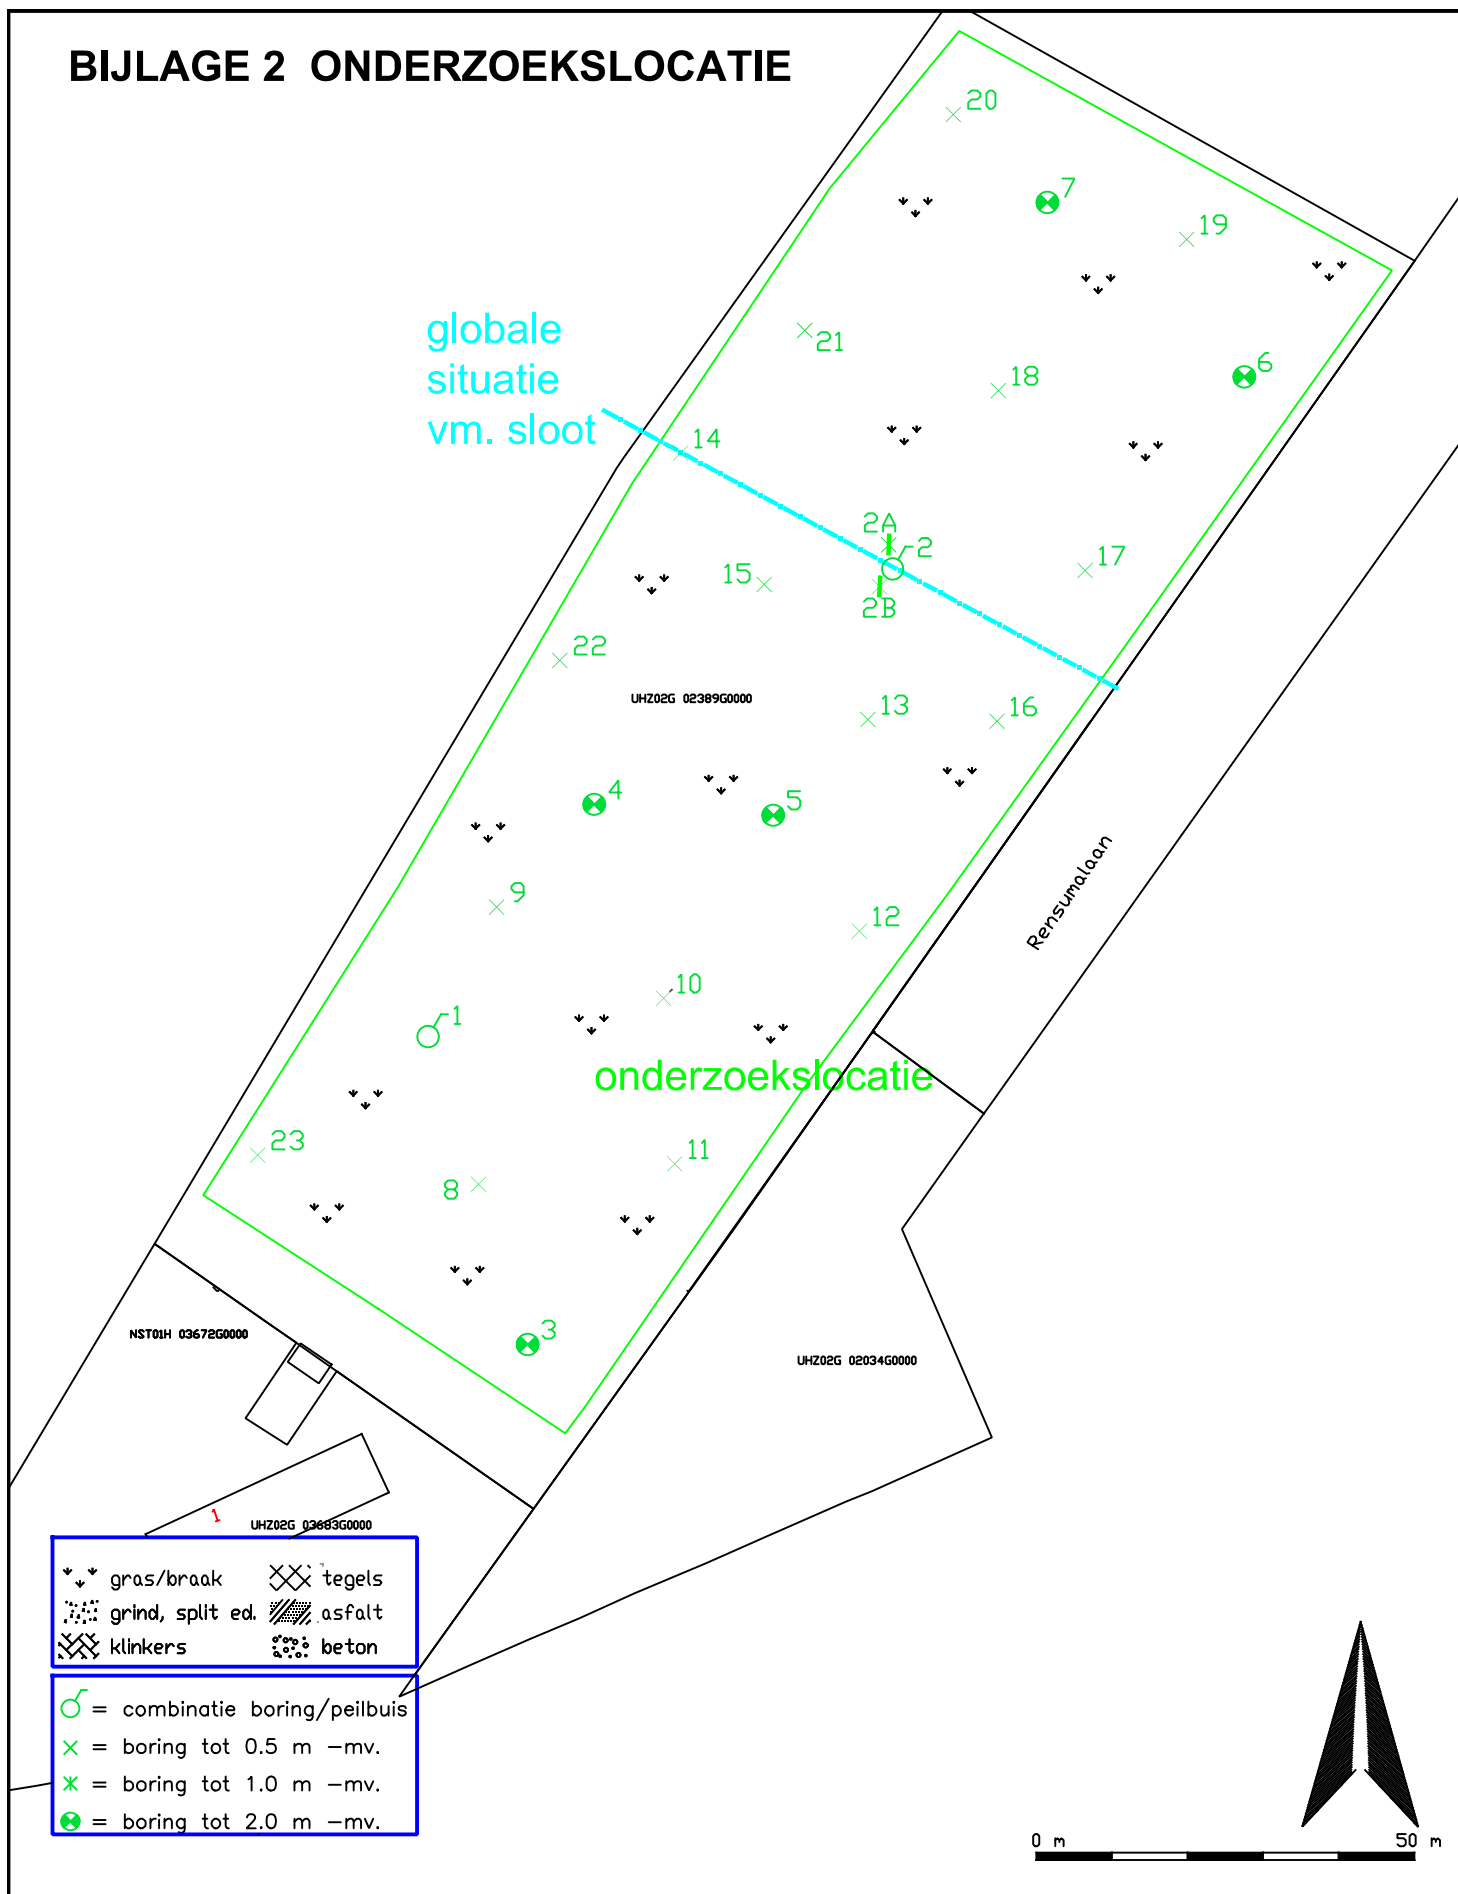 BIJLAGE 2 ONDERZOEKSLOCATIE
20
7
19
globale
situatie
vm. sloot
21
6
18
14
2A
2
15
17
2B
22
UHZ02G 02389G0000
13
16
4
5
Rensumalaan
9
12
10
1
onderzoekslocatie
23
11
8
3
NST01H 03672G0000
UHZ02G 02034G0000
1
UHZ02G 03683G0000
gras/braak
tegels
grind, split ed.
asfalt
klinkers
beton
= combinatie boring/peilbuis
= boring tot 0.5 m -mv.
= boring tot 1.0 m -mv.
= boring tot 2.0 m -mv.
0 m
50 m